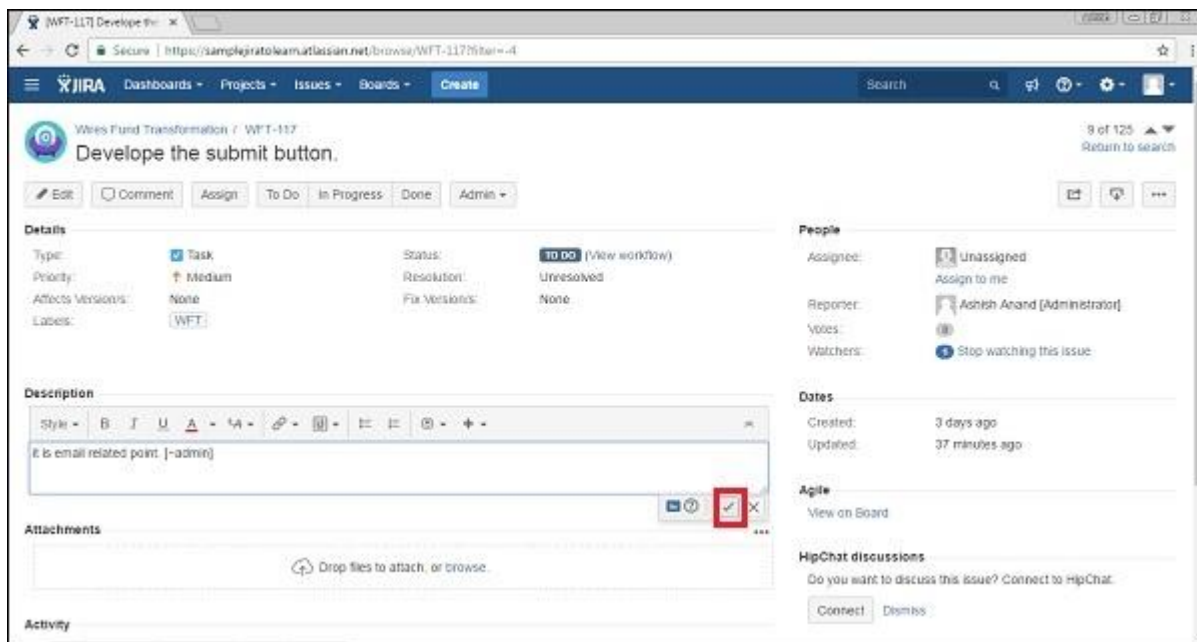 [WFT-117] Develope the
Secure | https://samplejiratolearn.atlassian.net/browse/WFT-117?filter=-4
JIRA Dashboards Projects Issues Boards Create Search
Wires Fund Transformation / WFT-117
Develope the submit button.
9 of 125
Return to search
Edit Comment Assign To Do In Progress Done Admin
Details
Type: Task Status: TO DO (View workflow)
Priority: Medium Resolution: Unresolved
Affects Version/s: None Fix Version/s: None
Labels: WFT
People
Assignee: Unassigned
Assign to me
Reporter: Ashish Anand [Administrator]
Votes: 0
Watchers: 1 Stop watching this issue
Description
Style B I U A
It is email related point. [~admin]
Dates
Created: 3 days ago
Updated: 37 minutes ago
Agile
View on Board
Attachments
Drop files to attach, or browse.
HipChat discussions
Do you want to discuss this issue? Connect to HipChat.
Connect Dismiss
Activity